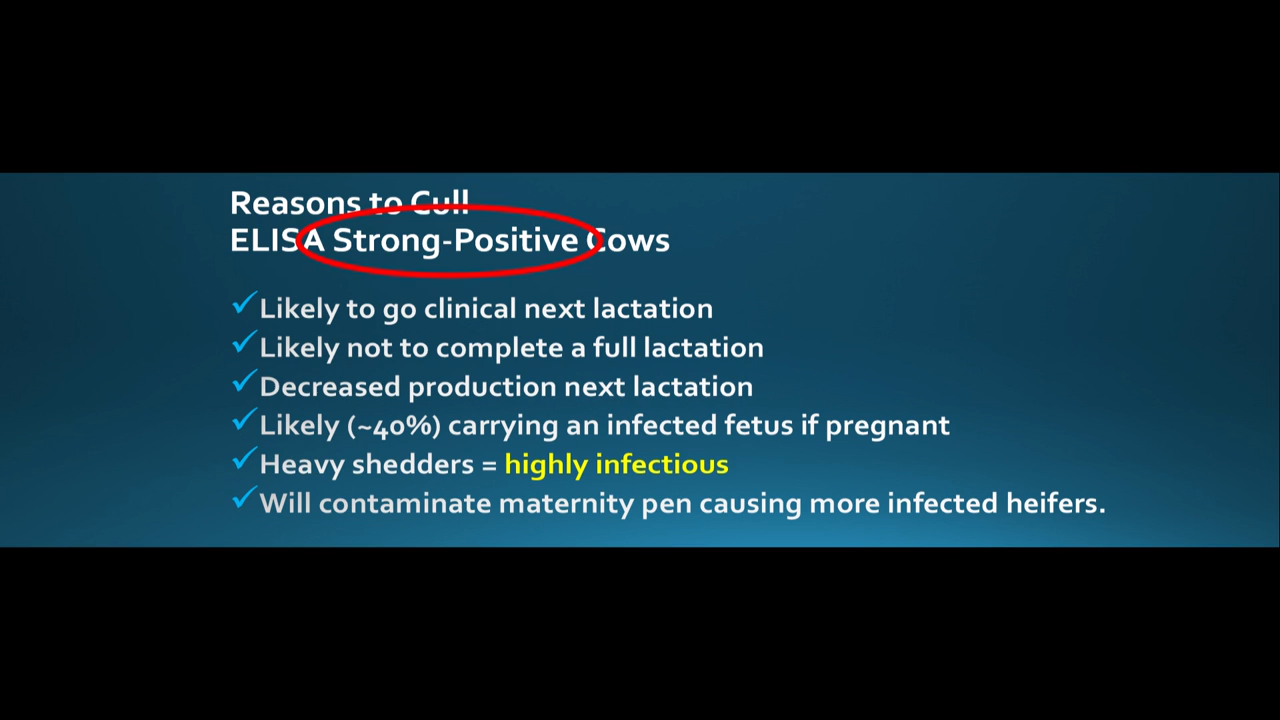 Reasons to Cull
ELISA Strong-Positive Cows
✓Likely to go clinical next lactation
✓Likely not to complete a full lactation
✓Decreased production next lactation
✓Likely (~40%) carrying an infected fetus if pregnant
✓Heavy shedders = highly infectious
✓Will contaminate maternity pen causing more infected heifers.